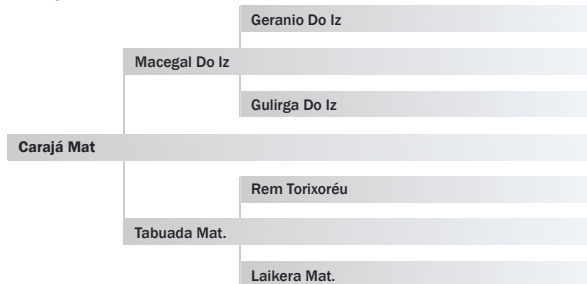 Geranio Do Iz
Macegal Do Iz
Gulirga Do Iz
Carajá Mat
Rem Torixoréu
Tabuada Mat.
Laikera Mat.